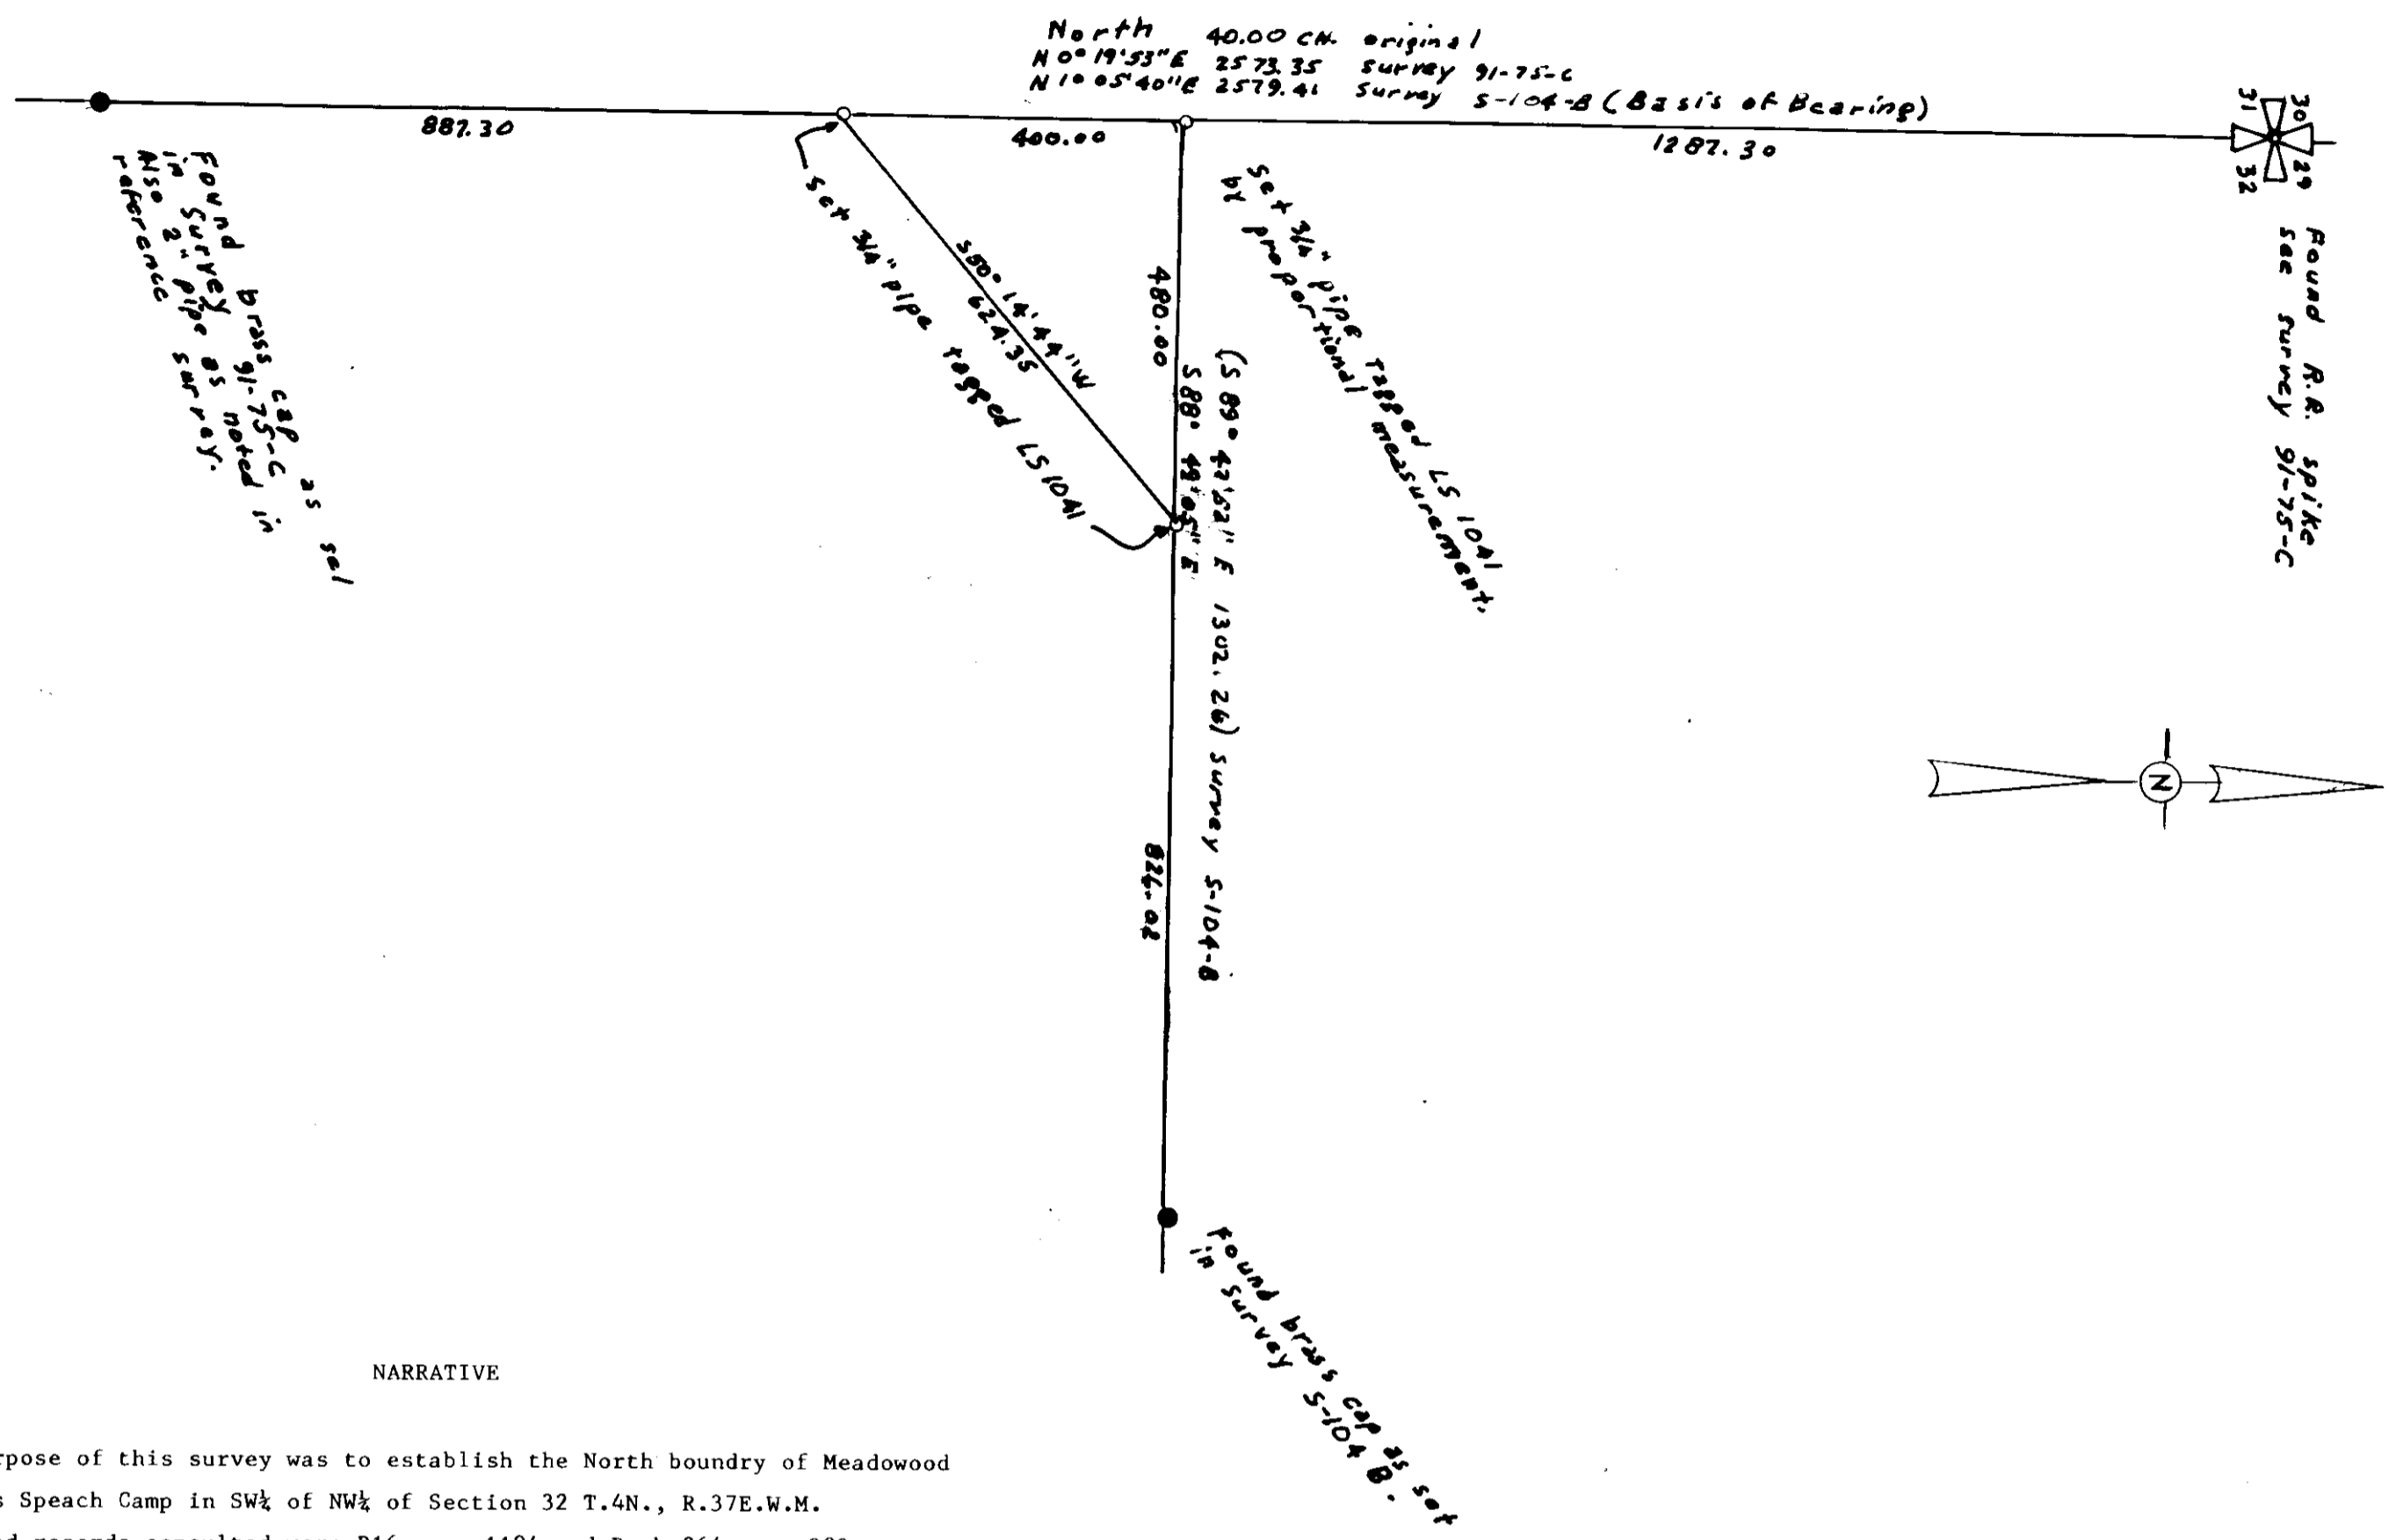 North 40.00 CH. original
N 0° 19' 53" E 2573.35 survey 91-75-C
N 1° 05' 40" E 2579.41 survey S-104-B (Basis of Bearing)
887.30
400.00
1287.30
31 30
32 29
Found R.R. spike
see survey 91-75-C
Set 3/4" pipe tagged LS 1041
by proportional measurement.
Set 3/4" pipe tagged LS 1041
Found brass cap as set
in Survey 91-75-C
Also 2" pipe as noted in
reference survey.
S 50° 14' 44" W
624.35
480.00
(S 89° 47' 52" E 1302.26) survey S-104-B
S 88° 49' 05" E
826.02
N
found brass cap as set
in survey S-104 B.
NARRATIVE
rpose of this survey was to establish the North boundry of Meadowood
s Speach Camp in SW¼ of NW¼ of Section 32 T.4N., R.37E.W.M.